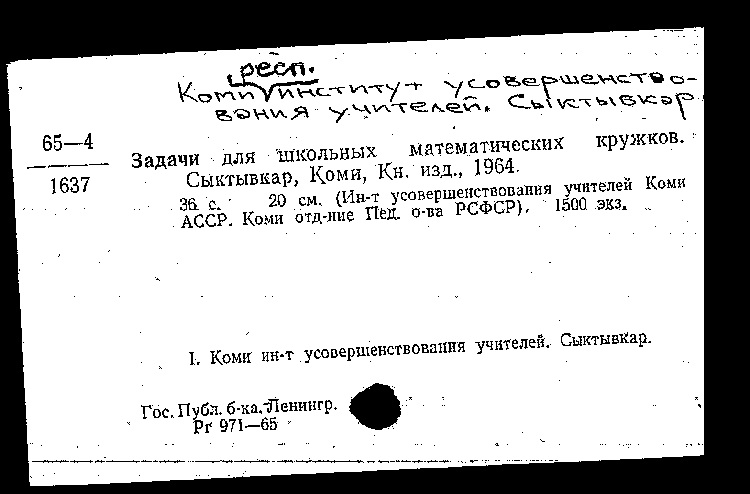 респ.
Коми институт усовершенство-
вания учителей. Сыктывкар
65—4
1637
Задачи для школьных математических кружков.
Сыктывкар, Коми, Кн. изд., 1964.
36 с. 20 см. (Ин-т усовершенствования учителей Коми
АССР. Коми отд-ние Пед. о-ва РСФСР). 1500 экз.
I. Коми ин-т усовершенствования учителей. Сыктывкар.
Гос. Публ. б-ка. Ленингр.
Рг 971—65